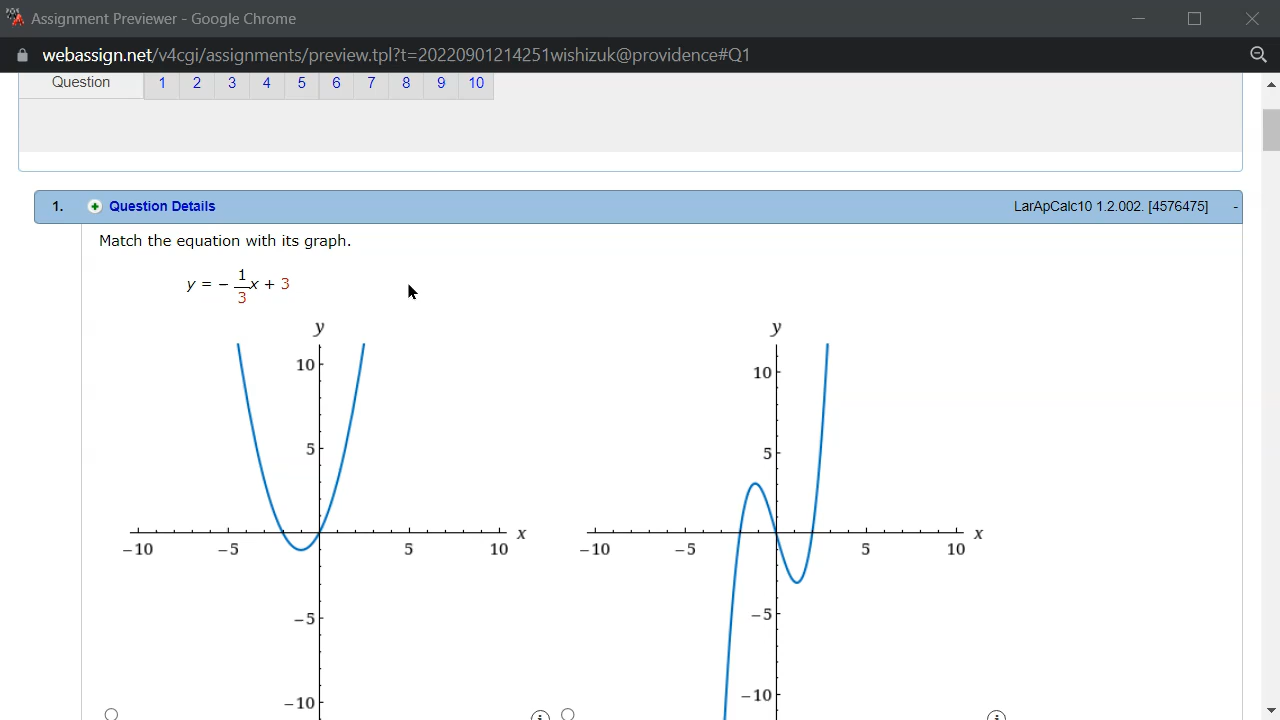 Assignment Previewer - Google Chrome
webassign.net/v4cgi/assignments/preview.tpl?t=20220901214251wishizuk@providence#Q1
Question 1 2 3 4 5 6 7 8 9 10
1. Question Details LarApCalc10 1.2.002. [4576475] -
Match the equation with its graph.
y = - 1/3 x + 3
y
10
5
-10 -5 5 10 x
-5
-10
y
10
5
-10 -5 5 10 x
-5
-10